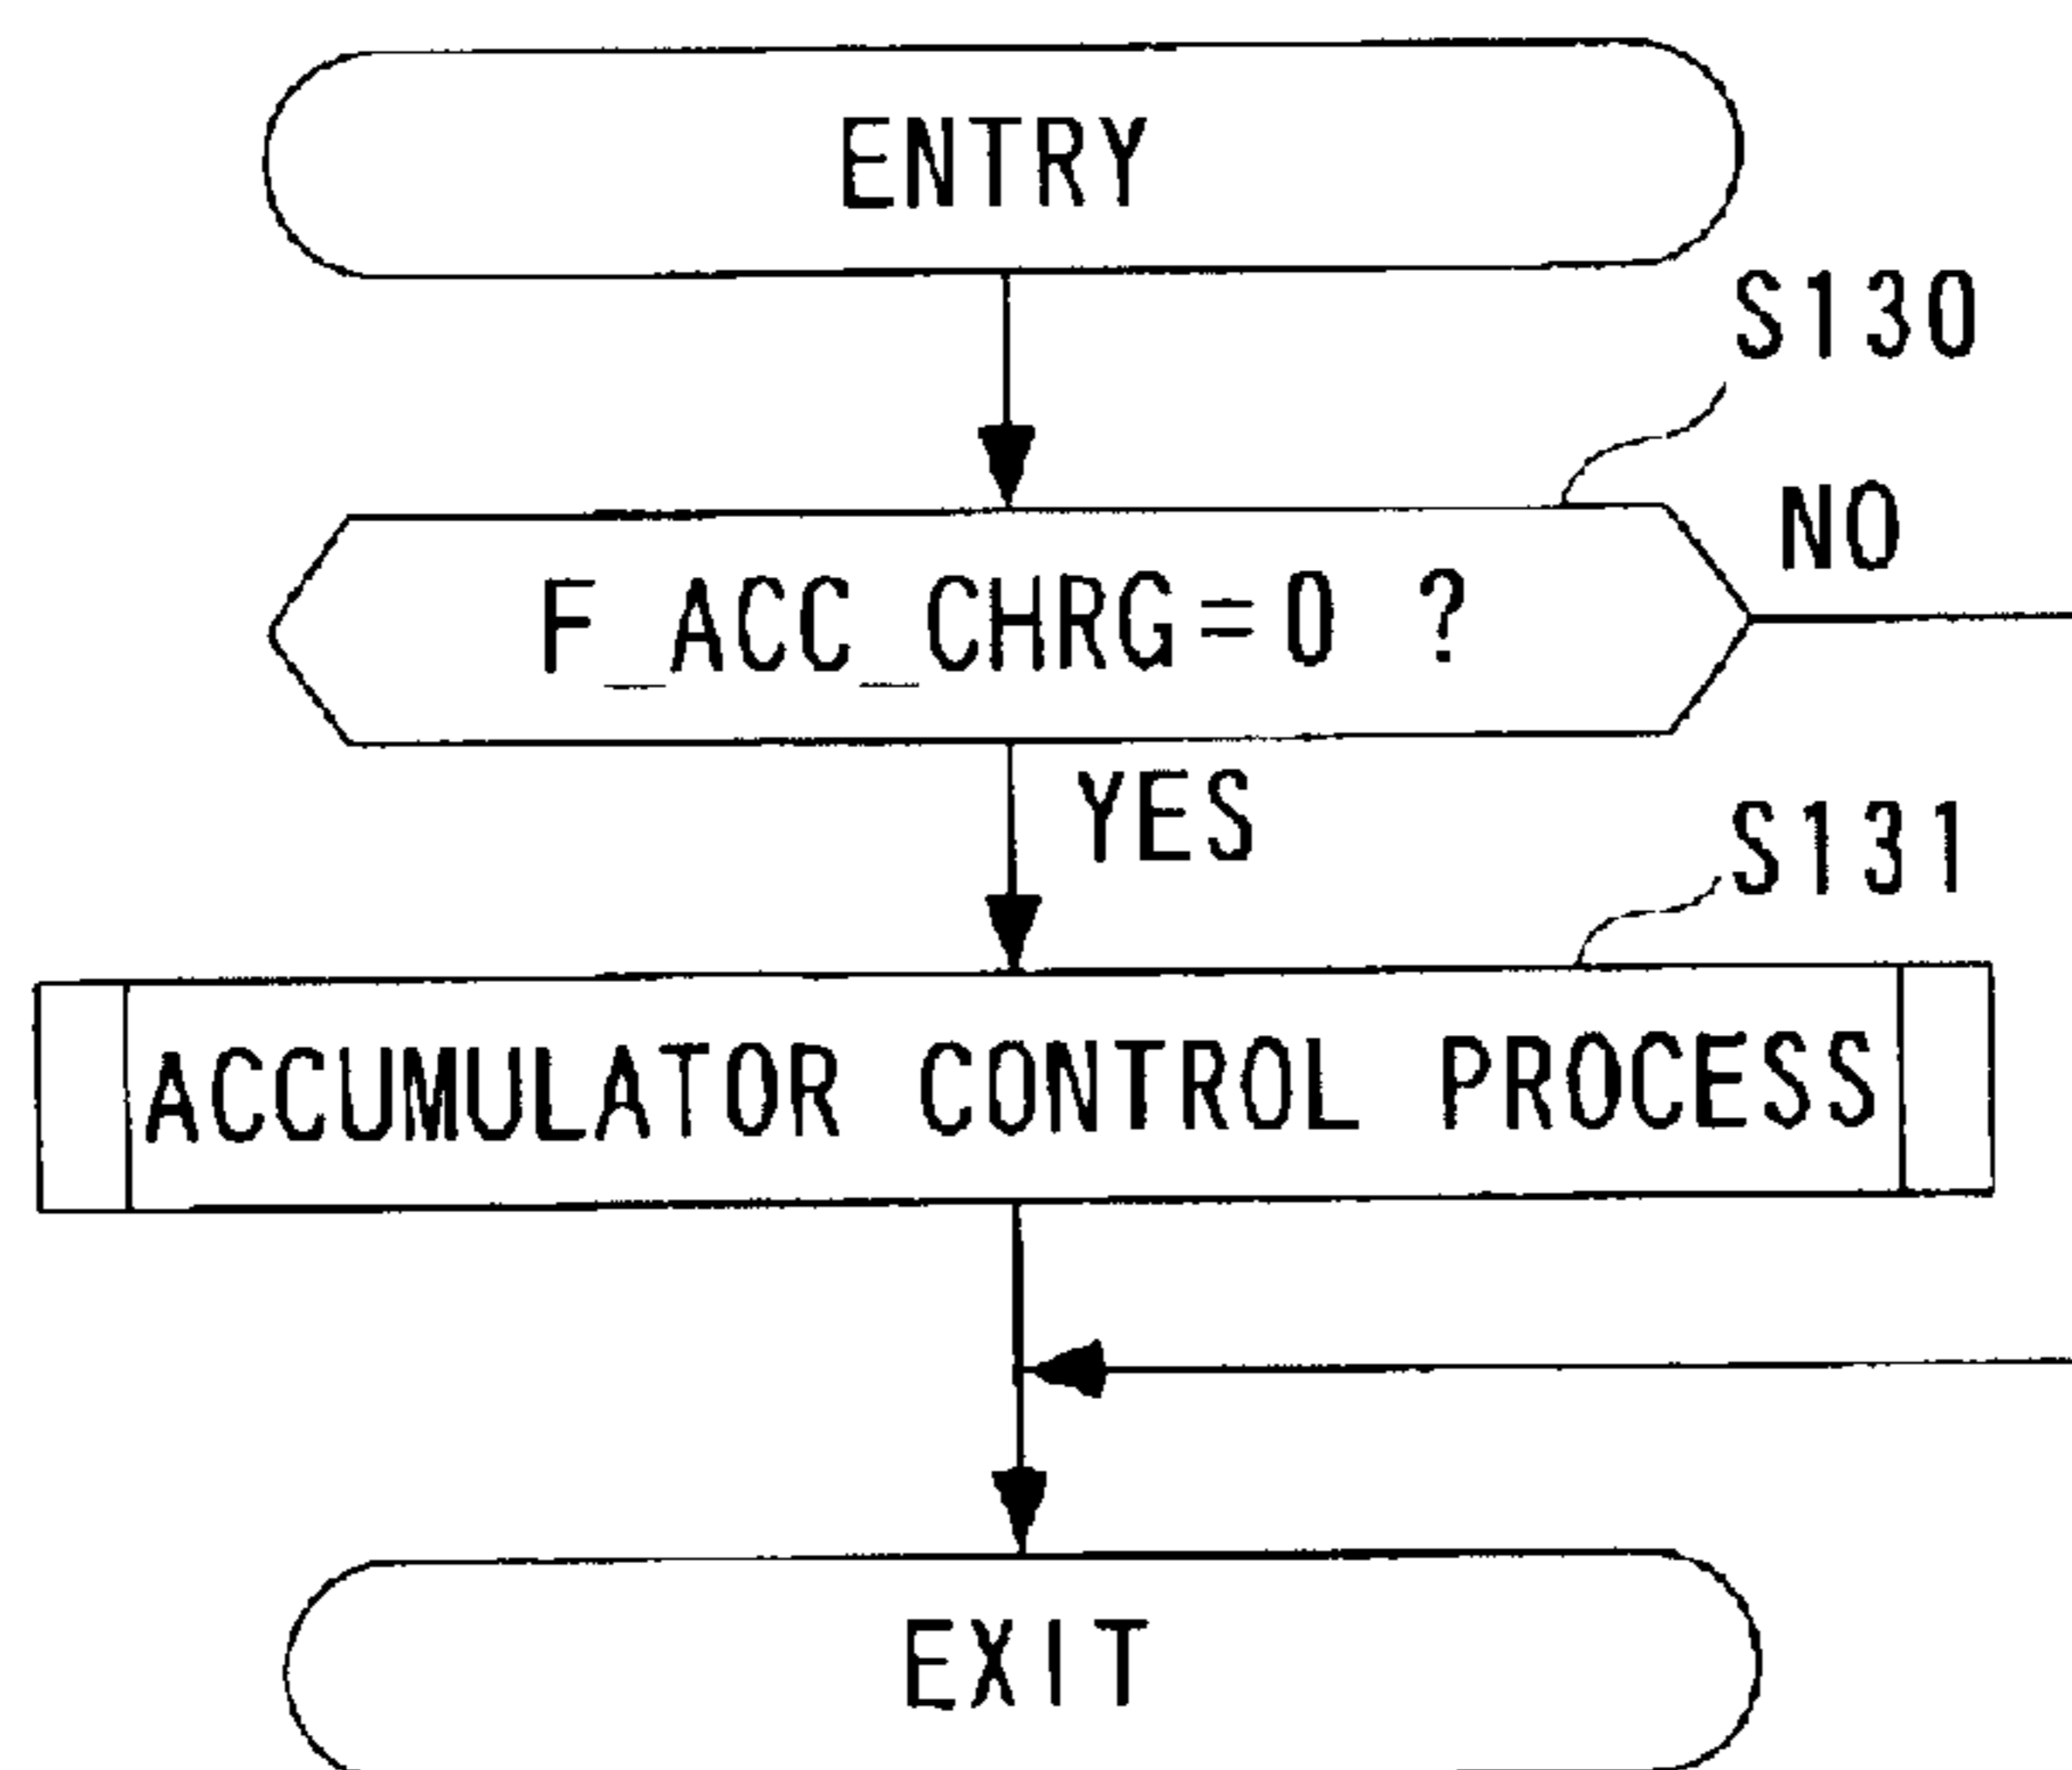 ENTRY
S130
F_ACC_CHRG=0 ?
NO
YES
S131
ACCUMULATOR CONTROL PROCESS
EXIT